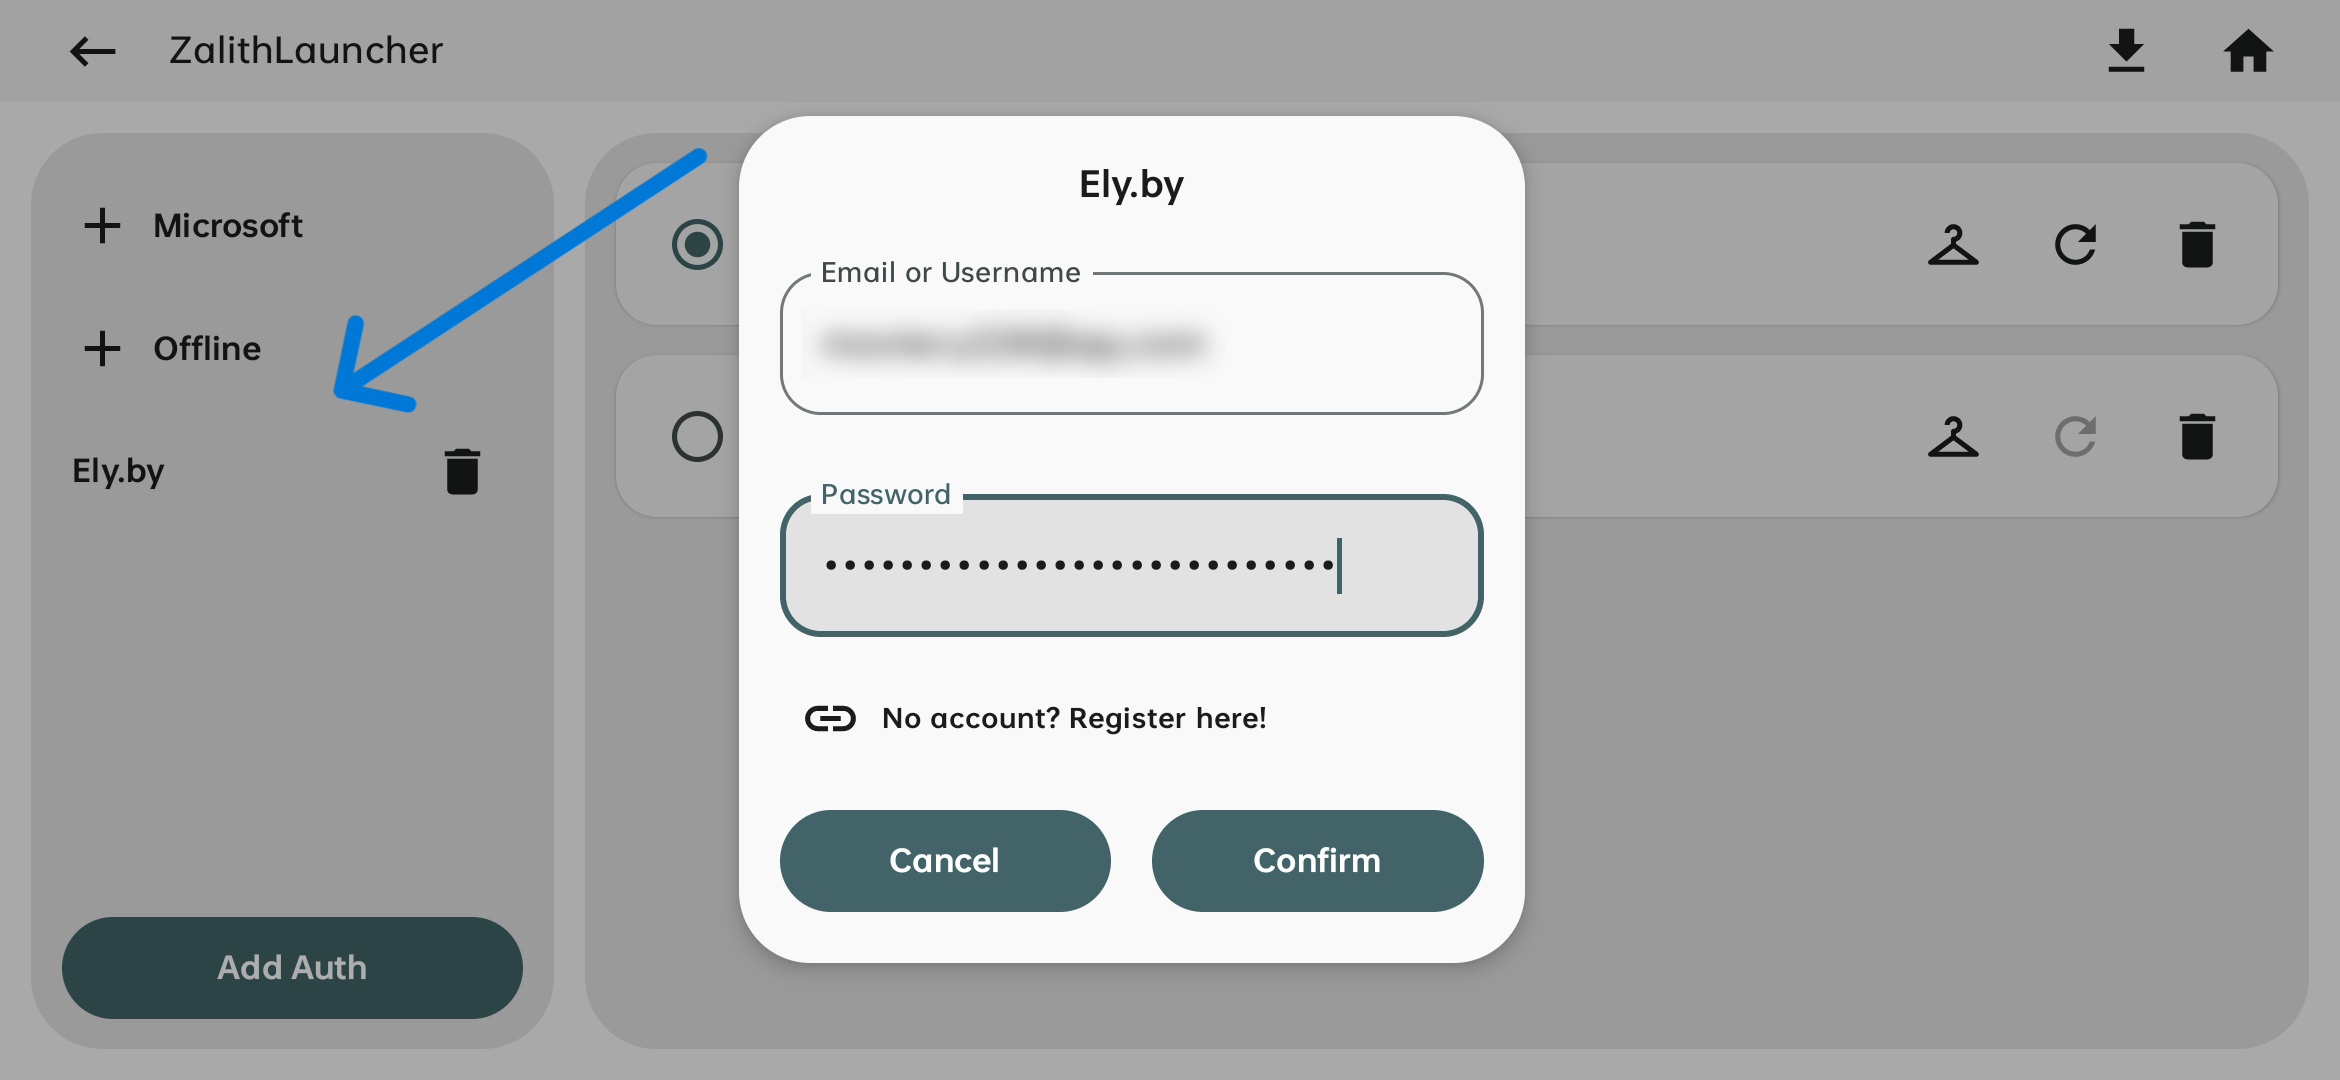 ZalithLauncher
Microsoft
Offline
Ely.by
Add Auth
Ely.by
Email or Username
Password
No account? Register here!
Cancel
Confirm